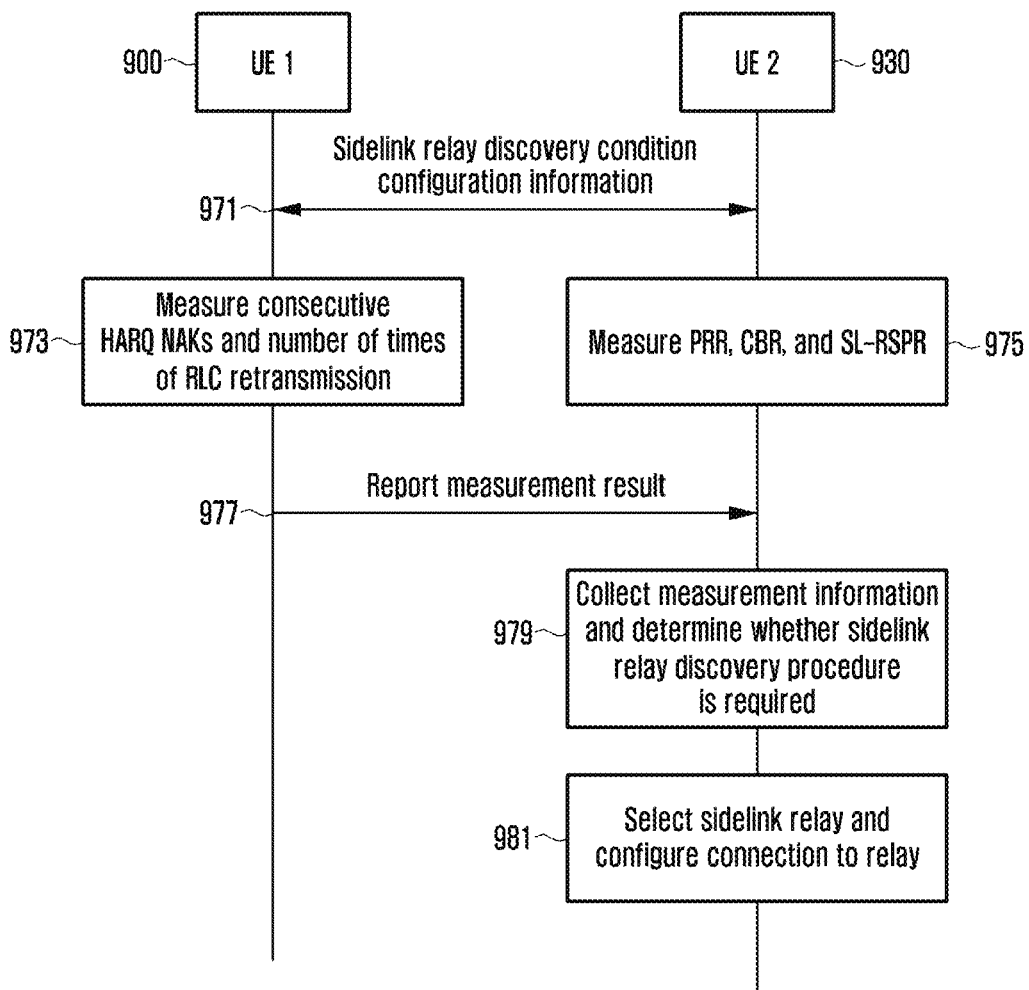 900
UE 1
UE 2
930
Sidelink relay discovery condition
configuration information
971
Measure consecutive
HARQ NAKs and number of times
of RLC retransmission
973
Measure PRR, CBR, and SL-RSPR
975
Report measurement result
977
Collect measurement information
and determine whether sidelink
relay discovery procedure
is required
979
Select sidelink relay and
configure connection to relay
981